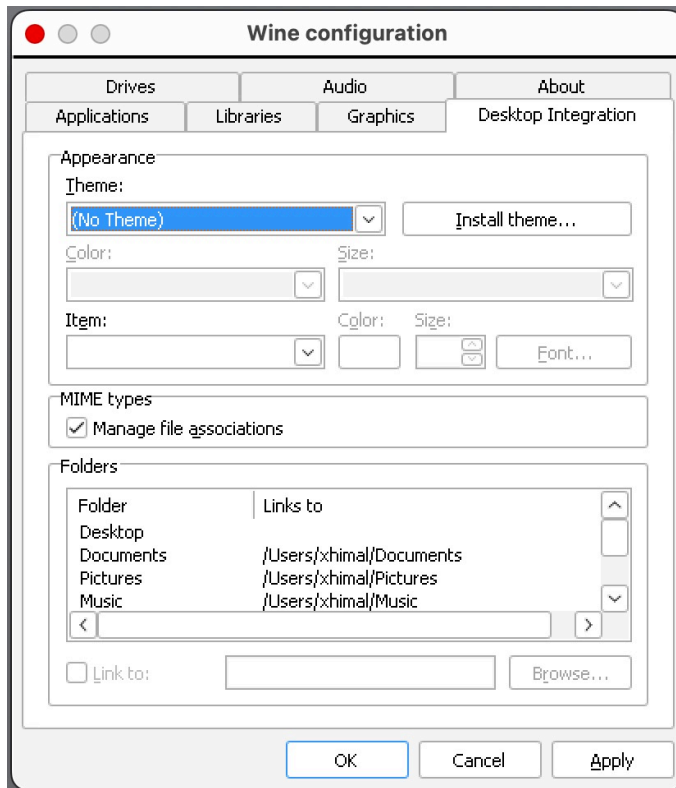 Wine configuration
Drives Audio About
Applications Libraries Graphics Desktop Integration
Appearance
Theme:
(No Theme) Install theme...
Color: Size:
Item: Color: Size:
Font...
MIME types
Manage file associations
Folders
Folder Links to
Desktop
Documents /Users/xhimal/Documents
Pictures /Users/xhimal/Pictures
Music /Users/xhimal/Music
Link to: Browse...
OK Cancel Apply